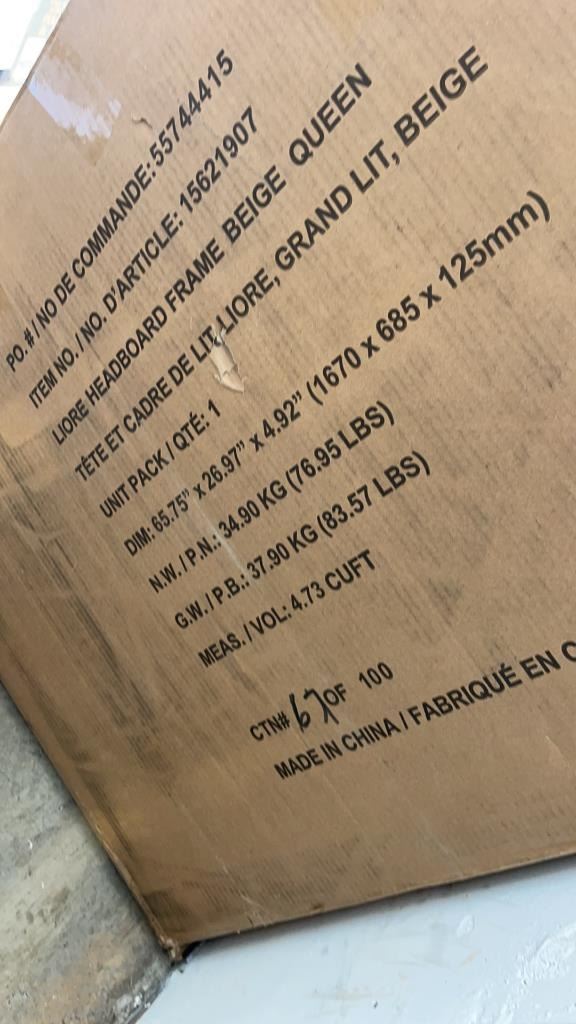 PO. # / NO DE COMMANDE: 55744415
ITEM NO. / NO. D'ARTICLE: 15621907
LIORE HEADBOARD FRAME BEIGE QUEEN
TÊTE ET CADRE DE LIT LIORE, GRAND LIT, BEIGE
UNIT PACK / QTÉ: 1
DIM: 65.75" x 26.97" x 4.92" (1670 x 685 x 125mm)
N.W. / P.N.: 34.90 KG (76.95 LBS)
G.W. / P.B.: 37.90 KG (83.57 LBS)
MEAS. / VOL: 4.73 CUFT
CTN# 67 OF 100
MADE IN CHINA / FABRIQUÉ EN